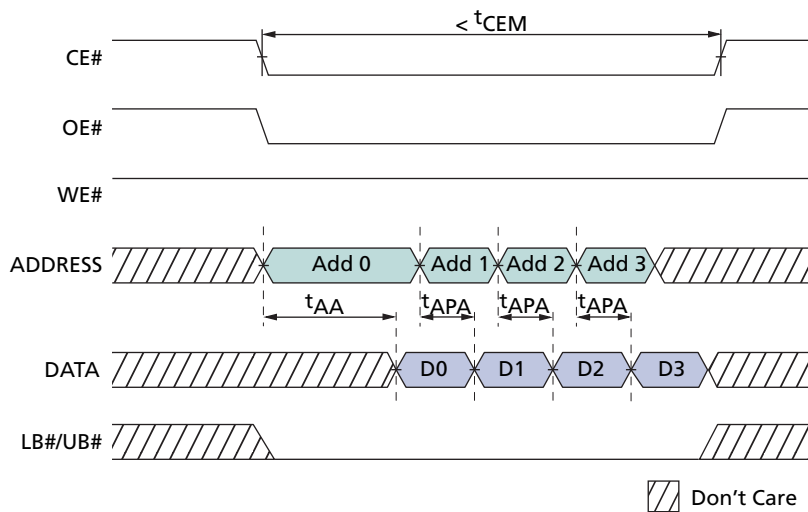 < tCEM
CE#
OE#
WE#
ADDRESS Add 0 Add 1 Add 2 Add 3
tAA tAPA tAPA tAPA
DATA D0 D1 D2 D3
LB#/UB#
Don't Care